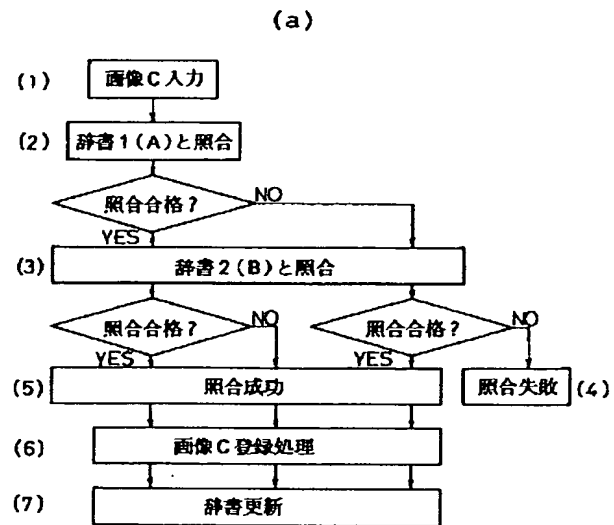 (a)
(1) 画像C入力
(2) 辞書1(A)と照合
照合合格? NO
YES
(3) 辞書2(B)と照合
照合合格? NO 照合合格? NO
YES YES
(5) 照合成功 照合失敗 (4)
(6) 画像C登録処理
(7) 辞書更新